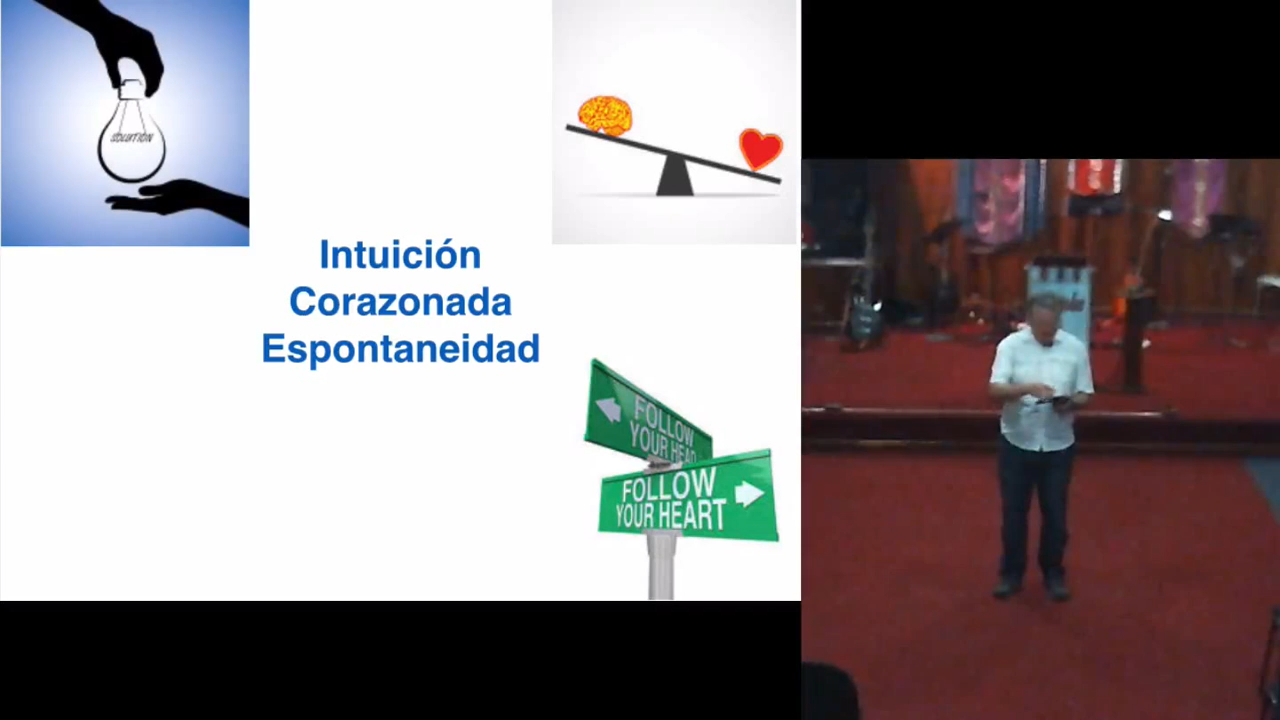 SOLUTION
Intuición
Corazonada
Espontaneidad
FOLLOW
YOUR HEAD
FOLLOW
YOUR HEART